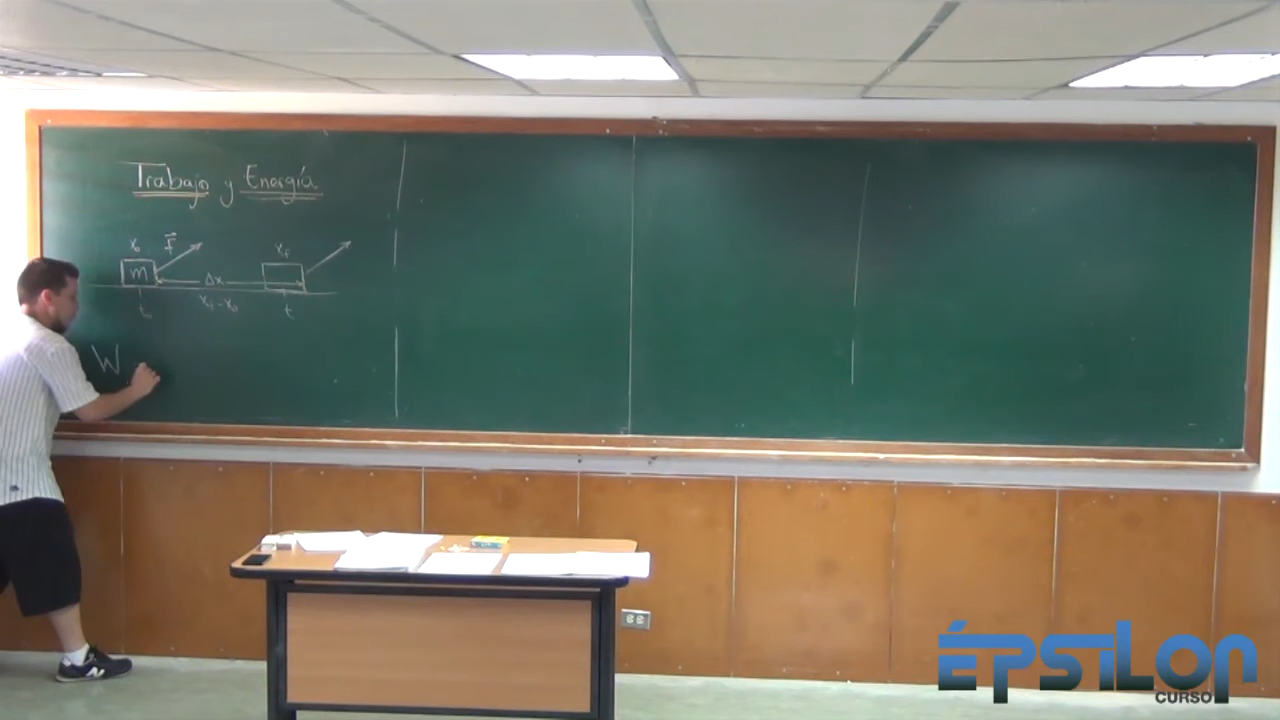 Trabajo y Energía
x₀ F⃗ x_f
m Δx
x_f - x₀
t₀ t
W
ÉPSILON
CURSO